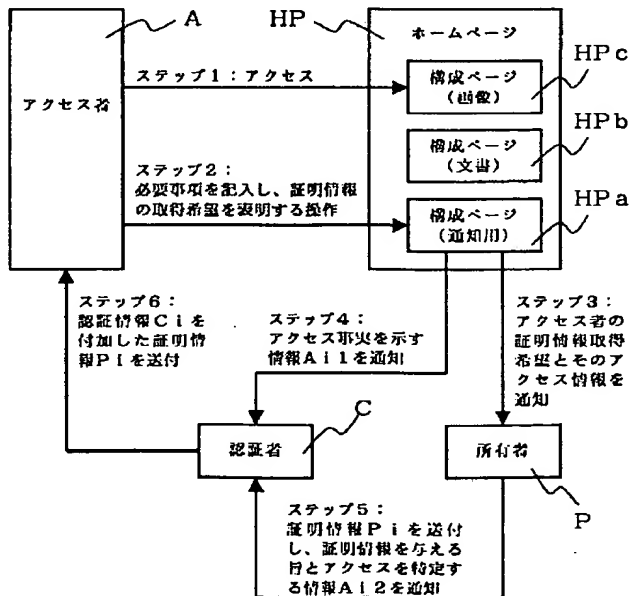 A
HP
ホームページ
アクセス者
ステップ1：アクセス
構成ページ
(画像)
HPc
構成ページ
(文書)
HPb
ステップ2：
必要事項を記入し、証明情報
の取得希望を表明する操作
構成ページ
(通知用)
HPa
ステップ6：
認証情報Ciを
付加した証明情
報Piを送付
ステップ4：
アクセス事実を示す
情報Ai1を通知
ステップ3：
アクセス者の
証明情報取得
希望とそのア
クセス情報を
通知
C
認証者
所有者
P
ステップ5：
証明情報Piを送付
し、証明情報を与える
旨とアクセスを特定す
る情報Ai2を通知